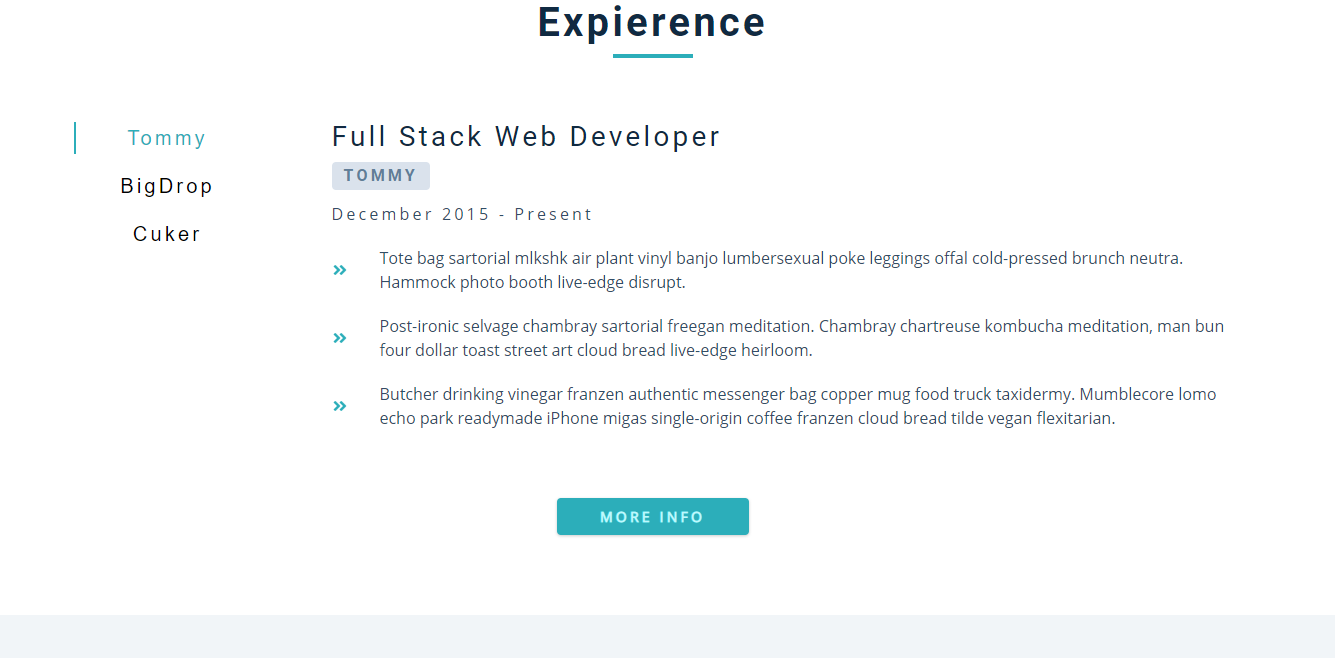 Expierence
Tommy
BigDrop
Cuker
Full Stack Web Developer
TOMMY
December 2015 - Present
Tote bag sartorial mlkshk air plant vinyl banjo lumbersexual poke leggings offal cold-pressed brunch neutra.
Hammock photo booth live-edge disrupt.
Post-ironic selvage chambray sartorial freegan meditation. Chambray chartreuse kombucha meditation, man bun
four dollar toast street art cloud bread live-edge heirloom.
Butcher drinking vinegar franzen authentic messenger bag copper mug food truck taxidermy. Mumblecore lomo
echo park readymade iPhone migas single-origin coffee franzen cloud bread tilde vegan flexitarian.
MORE INFO